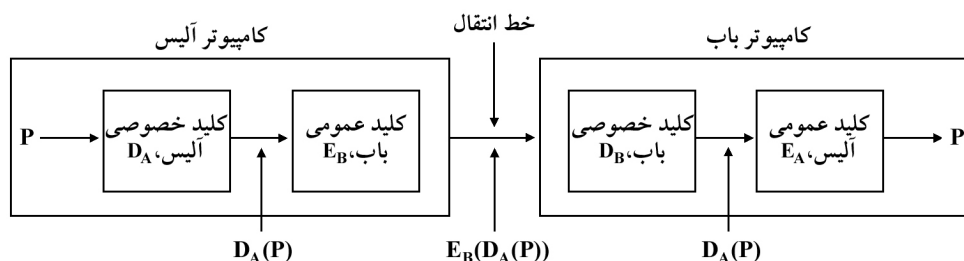 خط انتقال
کامپیوتر آلیس
کامپیوتر باب
P
کلید خصوصی
آلیس،D_A
کلید عمومی
باب،E_B
کلید خصوصی
باب،D_B
کلید عمومی
آلیس،E_A
P
D_A(P)
E_B(D_A(P))
D_A(P)